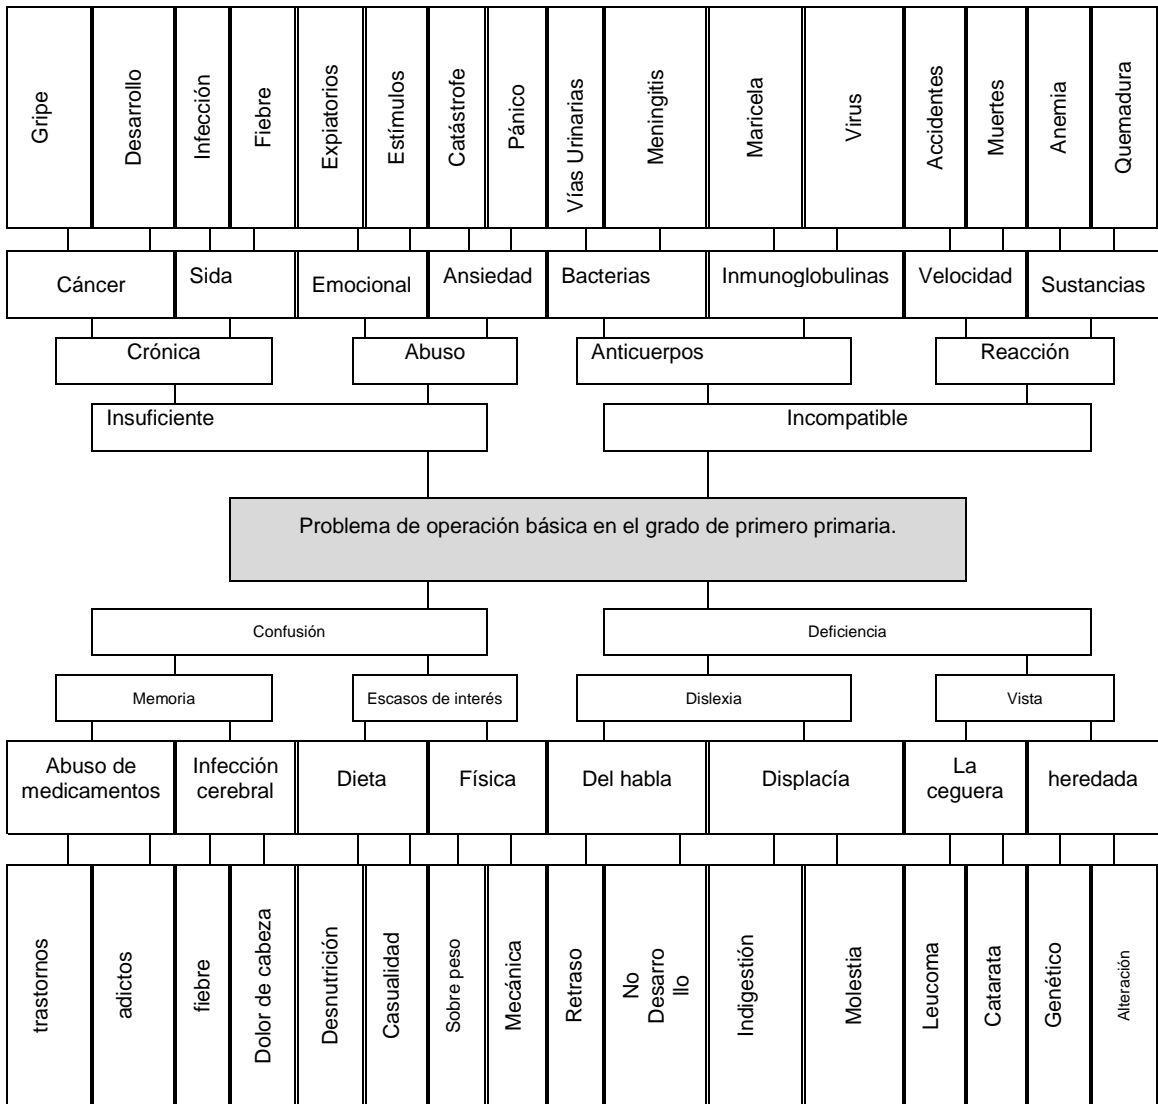 Gripe
Desarrollo
Infección
Fiebre
Expiatorios
Estímulos
Catástrofe
Pánico
Vías Urinarias
Meningitis
Maricela
Virus
Accidentes
Muertes
Anemia
Quemadura
Cáncer
Sida
Emocional
Ansiedad
Bacterias
Inmunoglobulinas
Velocidad
Sustancias
Crónica
Abuso
Anticuerpos
Reacción
Insuficiente
Incompatible
Problema de operación básica en el grado de primero primaria.
Confusión
Deficiencia
Memoria
Escasos de interés
Dislexia
Vista
Abuso de
medicamentos
Infección
cerebral
Dieta
Física
Del habla
Displacía
La
ceguera
heredada
trastornos
adictos
fiebre
Dolor de cabeza
Desnutrición
Casualidad
Sobre peso
Mecánica
Retraso
No
Desarro
llo
Indigestión
Molestia
Leucoma
Catarata
Genético
Alteración